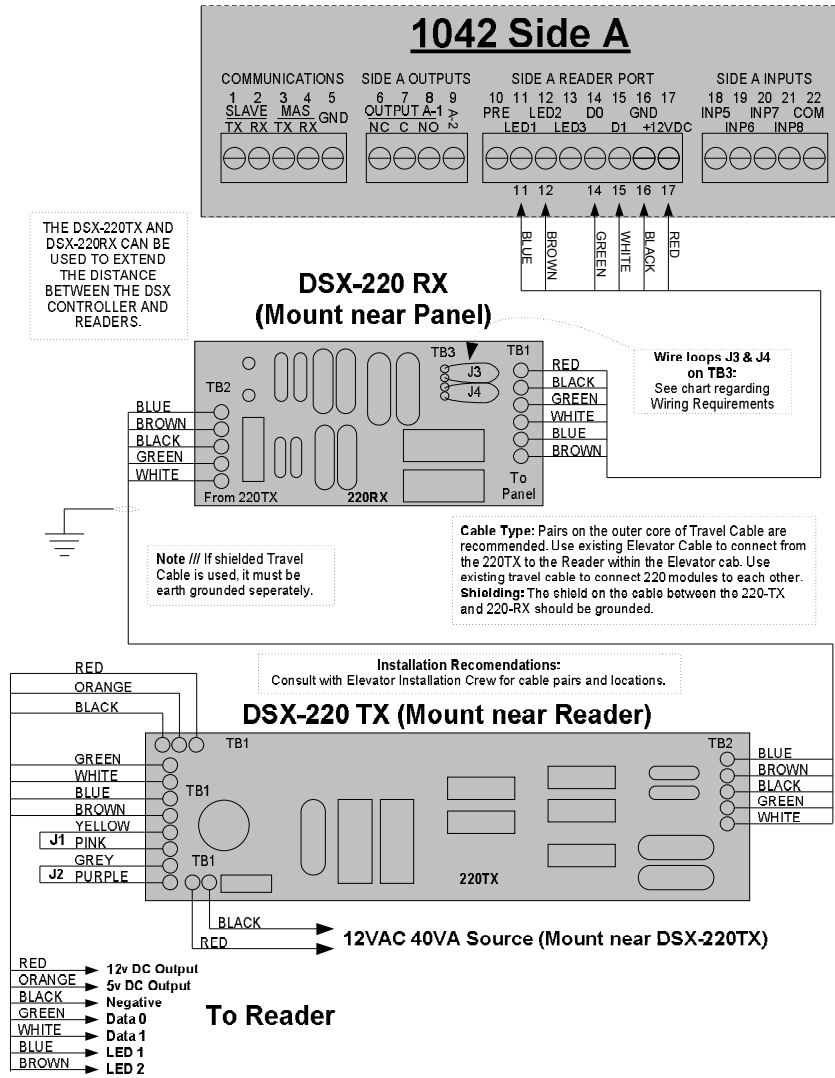 1042 Side A
COMMUNICATIONS
1 2 3 4 5
SLAVE MAS GND
TX RX TX RX
SIDE A OUTPUTS
6 7 8 9
OUTPUT A-1 A-2
NC C NO
SIDE A READER PORT
10 11 12 13 14 15 16 17
PRE LED2 D0 GND
LED1 LED3 D1 +12VDC
SIDE A INPUTS
18 19 20 21 22
INP5 INP7 COM
INP6 INP8
11 12 14 15 16 17
BLUE
BROWN
GREEN
WHITE
BLACK
RED
THE DSX-220TX AND
DSX-220RX CAN BE
USED TO EXTEND
THE DISTANCE
BETWEEN THE DSX
CONTROLLER AND
READERS.
DSX-220 RX
(Mount near Panel)
TB3
J3
J4
TB1
TB2
RED
BLACK
GREEN
WHITE
BLUE
BROWN
To
Panel
Wire loops J3 & J4
on TB3:
See chart regarding
Wiring Requirements
BLUE
BROWN
BLACK
GREEN
WHITE
From 220TX
220RX
Note /// If shielded Travel
Cable is used, it must be
earth grounded seperately.
Cable Type: Pairs on the outer core of Travel Cable are
recommended. Use existing Elevator Cable to connect from
the 220TX to the Reader within the Elevator cab. Use
existing travel cable to connect 220 modules to each other.
Shielding: The shield on the cable between the 220-TX
and 220-RX should be grounded.
Installation Recomendations:
Consult with Elevator Installation Crew for cable pairs and locations.
DSX-220 TX (Mount near Reader)
RED
ORANGE
BLACK
TB1
GREEN
WHITE
BLUE
BROWN
YELLOW
J1 PINK
GREY
J2 PURPLE
TB1
TB1
220TX
TB2
BLUE
BROWN
BLACK
GREEN
WHITE
BLACK
RED
12VAC 40VA Source (Mount near DSX-220TX)
RED 12v DC Output
ORANGE 5v DC Output
BLACK Negative
GREEN Data 0
WHITE Data 1
BLUE LED 1
BROWN LED 2
To Reader